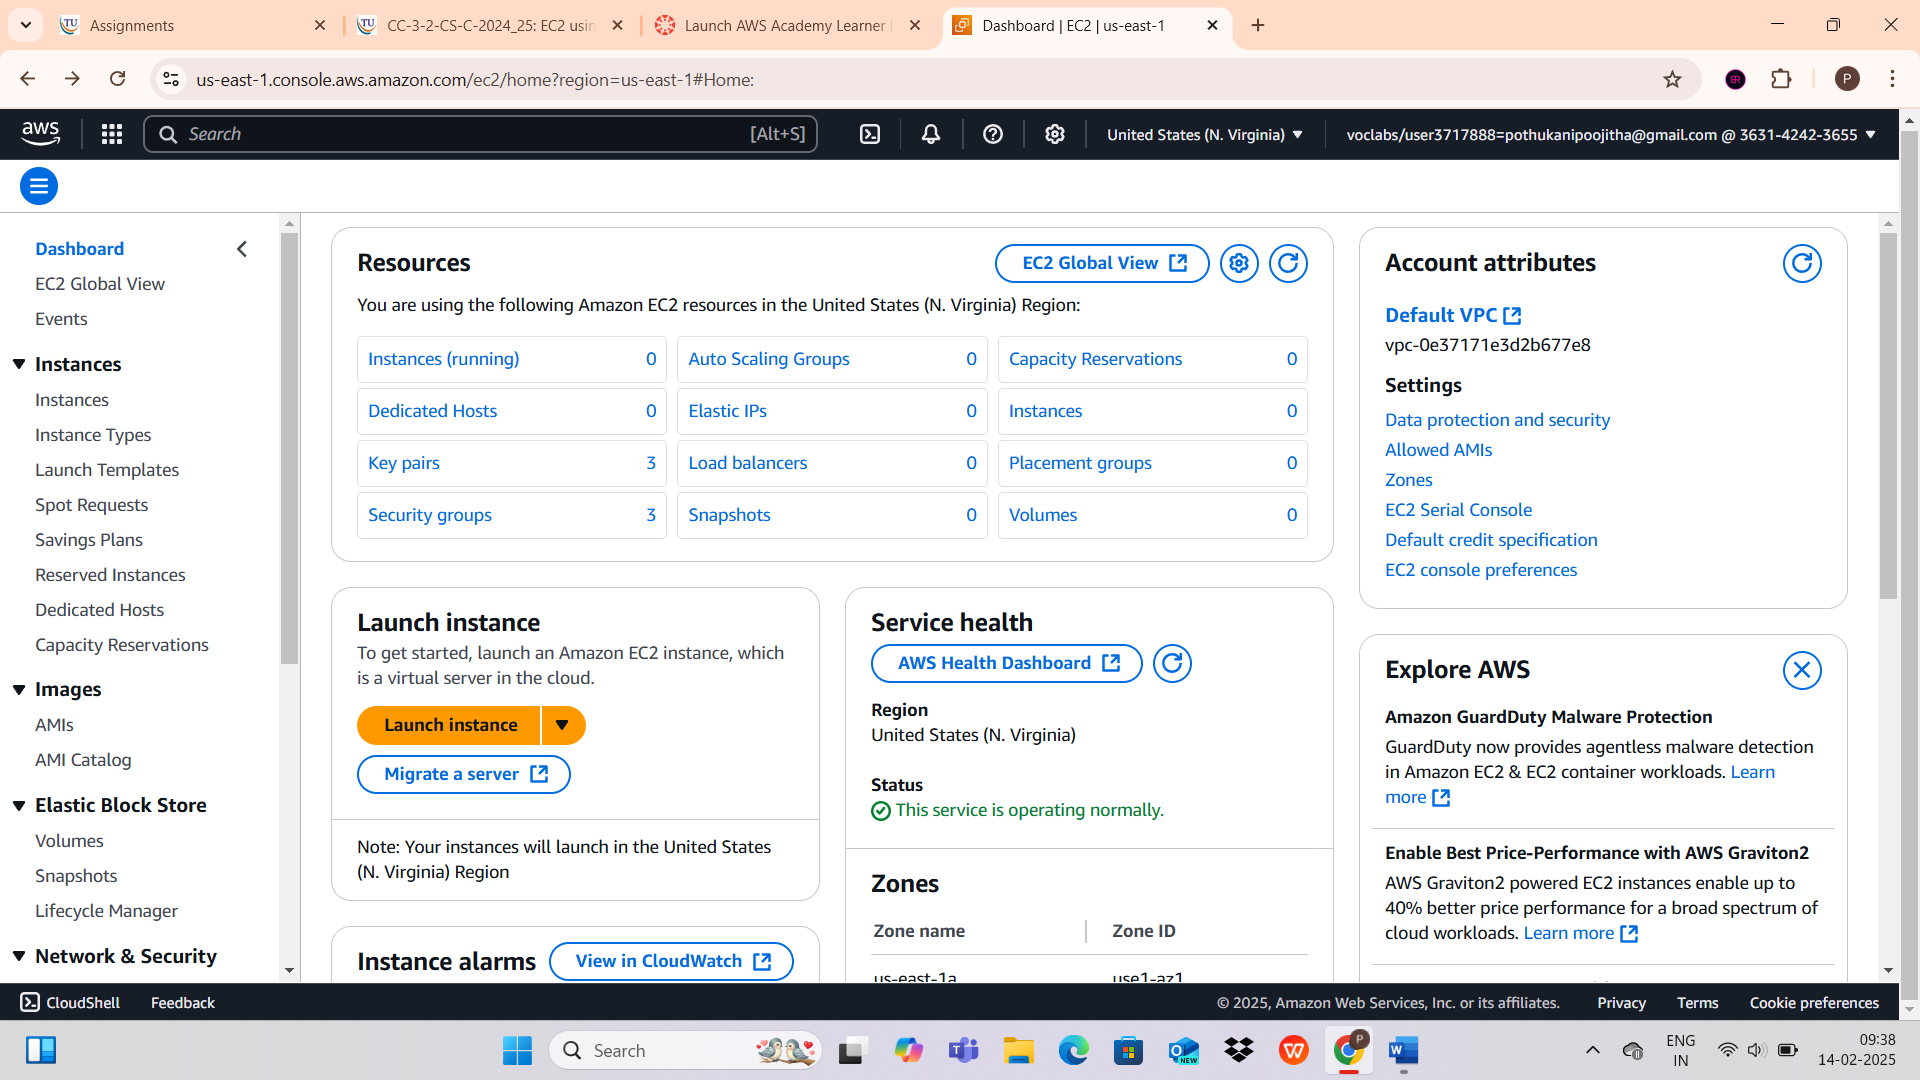 Assignments
CC-3-2-CS-C-2024_25: EC2 usin
Launch AWS Academy Learner L
Dashboard | EC2 | us-east-1
us-east-1.console.aws.amazon.com/ec2/home?region=us-east-1#Home:
P
aws
Search
[Alt+S]
United States (N. Virginia)
voclabs/user3717888=pothukanipoojitha@gmail.com @ 3631-4242-3655
Dashboard
EC2 Global View
Events
Instances
Instances
Instance Types
Launch Templates
Spot Requests
Savings Plans
Reserved Instances
Dedicated Hosts
Capacity Reservations
Images
AMIs
AMI Catalog
Elastic Block Store
Volumes
Snapshots
Lifecycle Manager
Network & Security
Resources
EC2 Global View
You are using the following Amazon EC2 resources in the United States (N. Virginia) Region:
Instances (running) 0
Auto Scaling Groups 0
Capacity Reservations 0
Dedicated Hosts 0
Elastic IPs 0
Instances 0
Key pairs 3
Load balancers 0
Placement groups 0
Security groups 3
Snapshots 0
Volumes 0
Launch instance
To get started, launch an Amazon EC2 instance, which
is a virtual server in the cloud.
Launch instance
Migrate a server
Note: Your instances will launch in the United States
(N. Virginia) Region
Instance alarms
View in CloudWatch
Service health
AWS Health Dashboard
Region
United States (N. Virginia)
Status
This service is operating normally.
Zones
Zone name
Zone ID
us-east-1a
use1-az1
Account attributes
Default VPC
vpc-0e37171e3d2b677e8
Settings
Data protection and security
Allowed AMIs
Zones
EC2 Serial Console
Default credit specification
EC2 console preferences
Explore AWS
Amazon GuardDuty Malware Protection
GuardDuty now provides agentless malware detection
in Amazon EC2 & EC2 container workloads. Learn
more
Enable Best Price-Performance with AWS Graviton2
AWS Graviton2 powered EC2 instances enable up to
40% better price performance for a broad spectrum of
cloud workloads. Learn more
CloudShell
Feedback
© 2025, Amazon Web Services, Inc. or its affiliates.
Privacy
Terms
Cookie preferences
Search
ENG
IN
09:38
14-02-2025